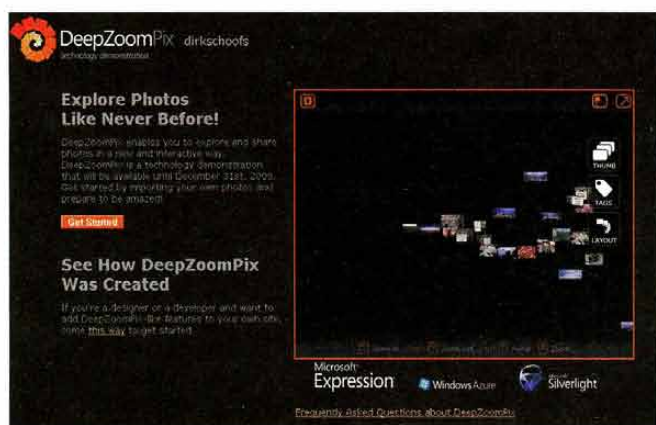 DeepZoomPix dirkschoofs
technology demonstration
Explore Photos
Like Never Before!
DeepZoomPix enables you to explore and share
photos in a new and interactive way.
DeepZoomPix is a technology demonstration
that will be available until December 31st, 2009.
Get started by importing your own photos and
prepare to be amazed!
Get Started
THUMB
TAGS
LAYOUT
See How DeepZoomPix
Was Created
If you're a designer or a developer and want to
add DeepZoomPix-like features to your own site,
come this way to get started.
Microsoft
Expression
Windows Azure
Microsoft
Silverlight
Frequently Asked Questions about DeepZoomPix